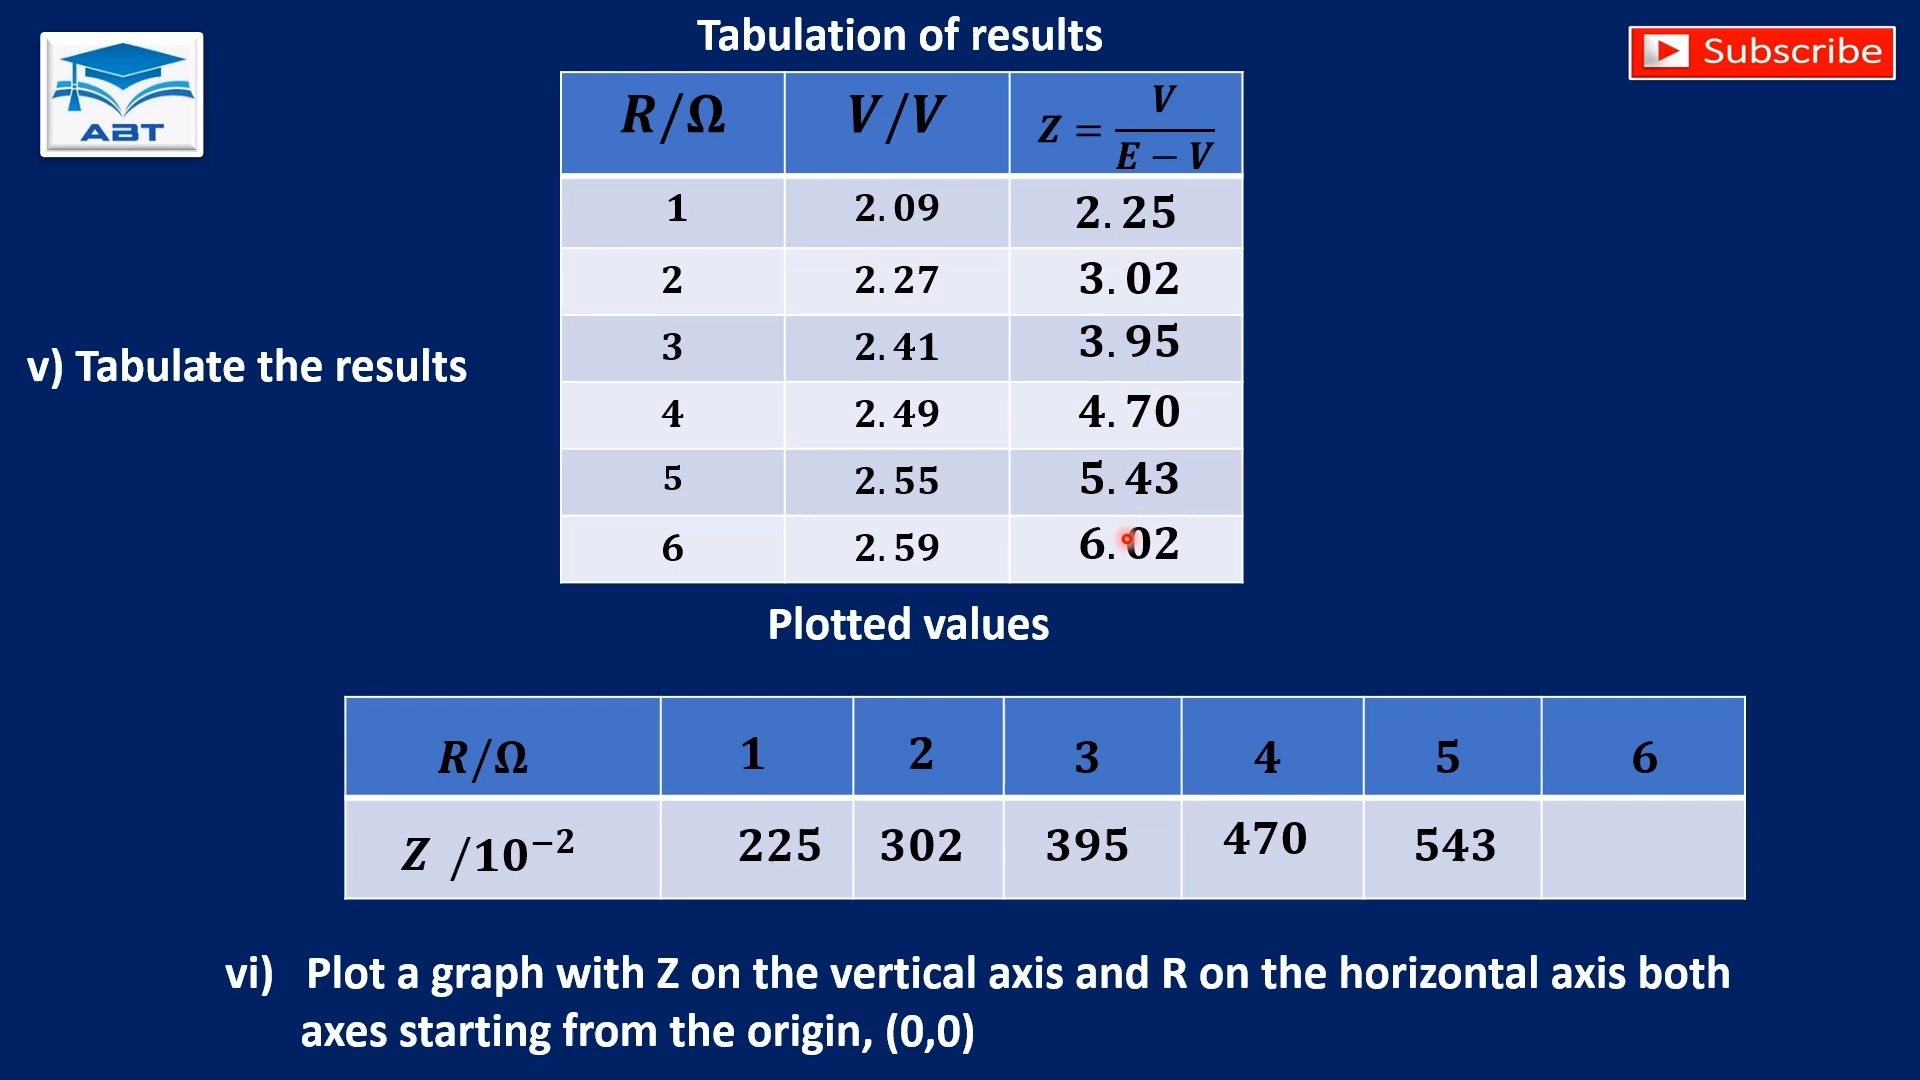 Tabulation of results
ABT
Subscribe
R/Ω V/V Z = V/(E − V)
1 2.09 2.25
2 2.27 3.02
3 2.41 3.95
v) Tabulate the results
4 2.49 4.70
5 2.55 5.43
6 2.59 6.02
Plotted values
R/Ω 1 2 3 4 5 6
Z /10⁻² 225 302 395 470 543
vi) Plot a graph with Z on the vertical axis and R on the horizontal axis both
axes starting from the origin, (0,0)